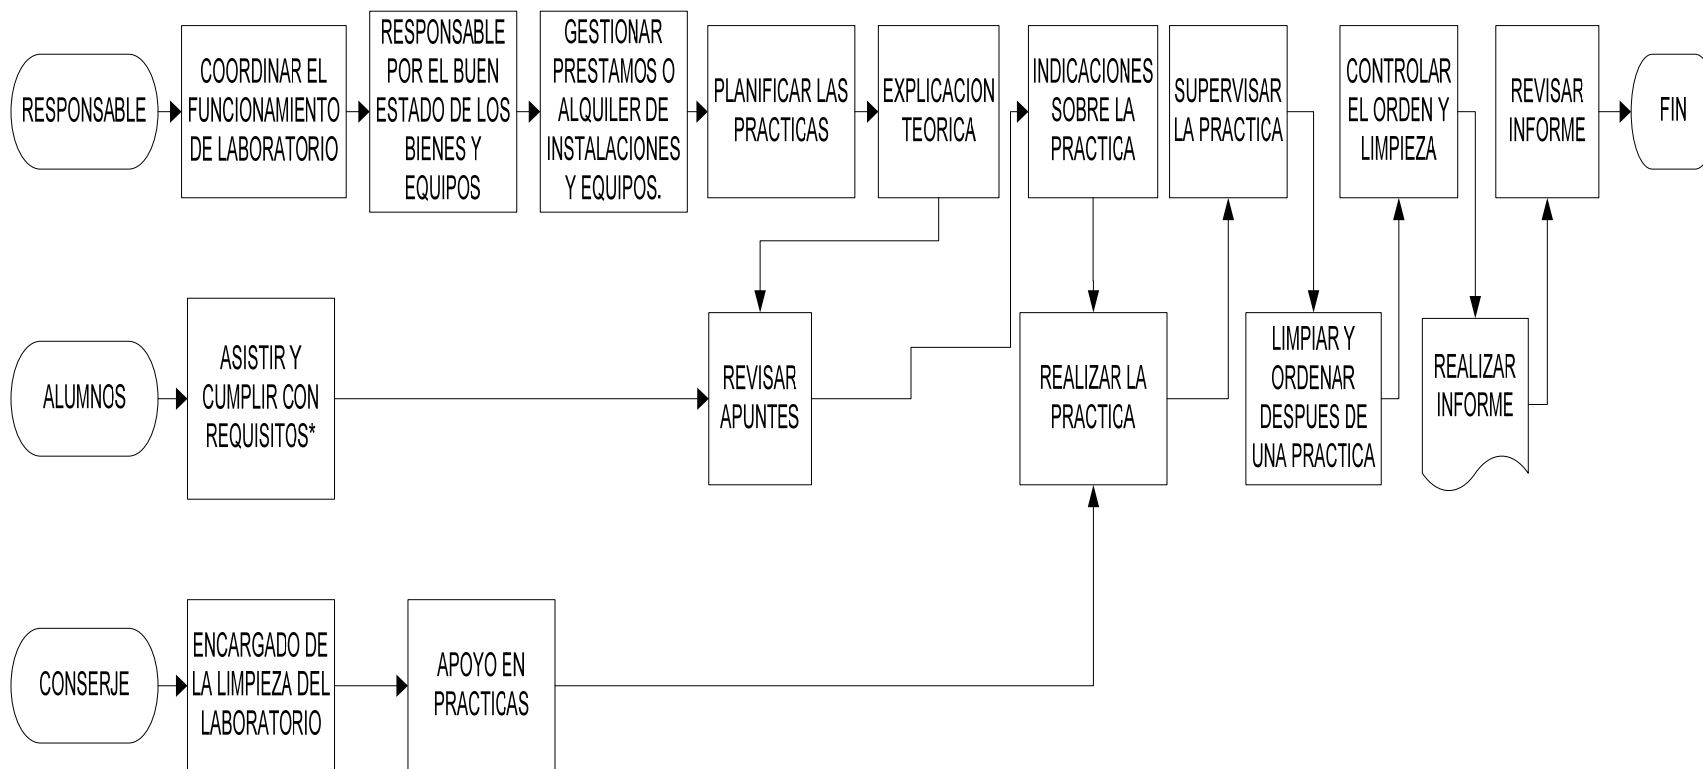 RESPONSABLE
COORDINAR EL
FUNCIONAMIENTO
DE LABORATORIO
RESPONSABLE
POR EL BUEN
ESTADO DE LOS
BIENES Y
EQUIPOS
GESTIONAR
PRESTAMOS O
ALQUILER DE
INSTALACIONES
Y EQUIPOS.
PLANIFICAR LAS
PRACTICAS
EXPLICACION
TEORICA
INDICACIONES
SOBRE LA
PRACTICA
SUPERVISAR
LA PRACTICA
CONTROLAR
EL ORDEN Y
LIMPIEZA
REVISAR
INFORME
FIN
ALUMNOS
ASISTIR Y
CUMPLIR CON
REQUISITOS*
REVISAR
APUNTES
REALIZAR LA
PRACTICA
LIMPIAR Y
ORDENAR
DESPUES DE
UNA PRACTICA
REALIZAR
INFORME
CONSERJE
ENCARGADO DE
LA LIMPIEZA DEL
LABORATORIO
APOYO EN
PRACTICAS